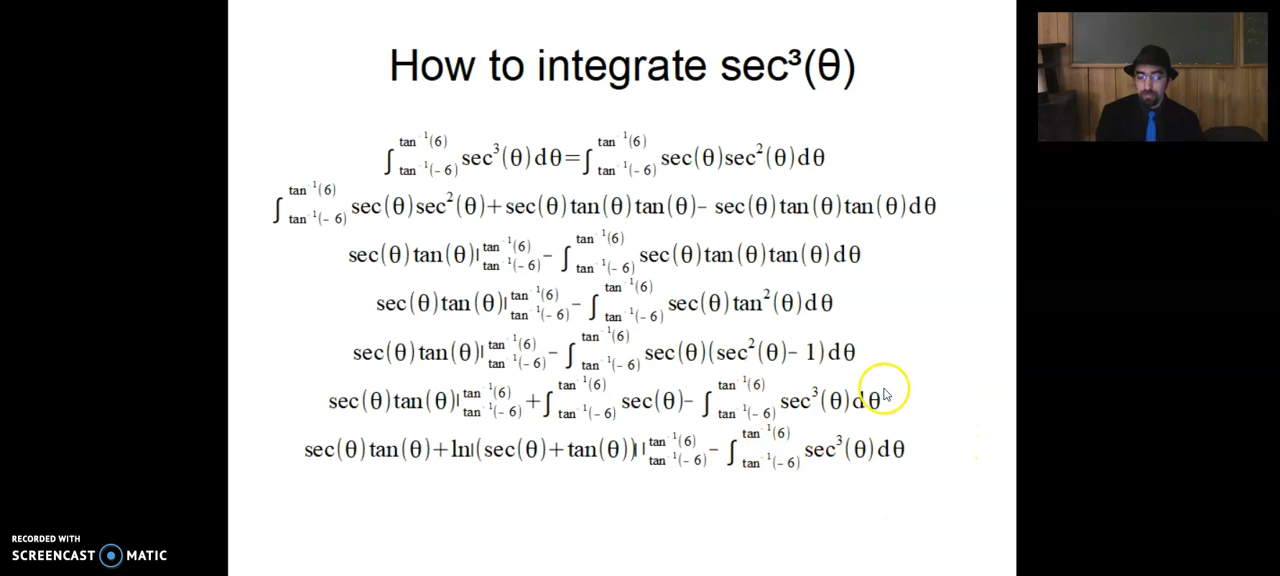 How to integrate sec³(θ)
∫_{tan⁻¹(−6)}^{tan⁻¹(6)} sec³(θ)dθ=∫_{tan⁻¹(−6)}^{tan⁻¹(6)} sec(θ)sec²(θ)dθ
∫_{tan⁻¹(−6)}^{tan⁻¹(6)} sec(θ)sec²(θ)+sec(θ)tan(θ)tan(θ)− sec(θ)tan(θ)tan(θ)dθ
sec(θ)tan(θ)|_{tan⁻¹(−6)}^{tan⁻¹(6)} − ∫_{tan⁻¹(−6)}^{tan⁻¹(6)} sec(θ)tan(θ)tan(θ)dθ
sec(θ)tan(θ)|_{tan⁻¹(−6)}^{tan⁻¹(6)} − ∫_{tan⁻¹(−6)}^{tan⁻¹(6)} sec(θ)tan²(θ)dθ
sec(θ)tan(θ)|_{tan⁻¹(−6)}^{tan⁻¹(6)} − ∫_{tan⁻¹(−6)}^{tan⁻¹(6)} sec(θ)(sec²(θ)− 1)dθ
sec(θ)tan(θ)|_{tan⁻¹(−6)}^{tan⁻¹(6)} +∫_{tan⁻¹(−6)}^{tan⁻¹(6)} sec(θ)− ∫_{tan⁻¹(−6)}^{tan⁻¹(6)} sec³(θ)dθ
sec(θ)tan(θ)+ln|(sec(θ)+tan(θ))||_{tan⁻¹(−6)}^{tan⁻¹(6)} − ∫_{tan⁻¹(−6)}^{tan⁻¹(6)} sec³(θ)dθ
RECORDED WITH
SCREENCAST MATIC